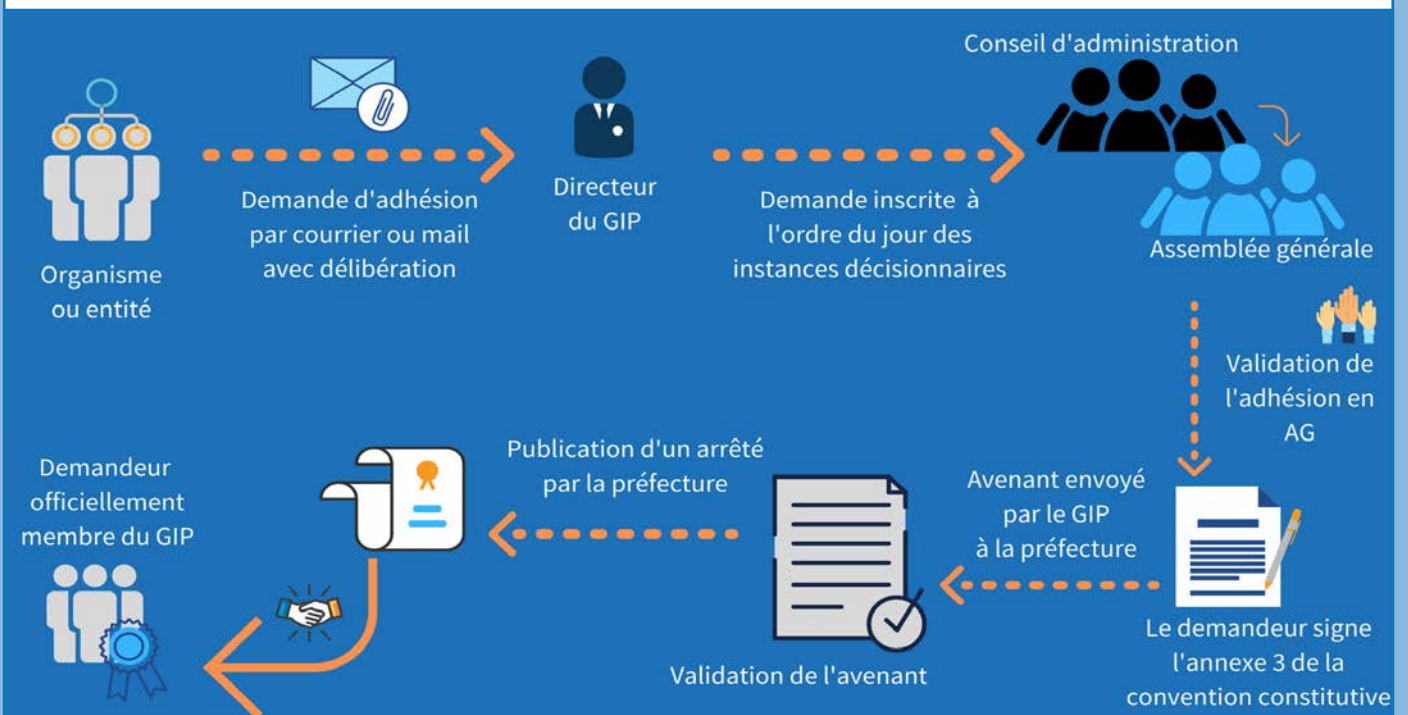 Organisme
ou entité
Demande d'adhésion
par courrier ou mail
avec délibération
Directeur
du GIP
Demande inscrite à
l'ordre du jour des
instances décisionnaires
Conseil d'administration
Assemblée générale
Validation de
l'adhésion en
AG
Le demandeur signe
l'annexe 3 de la
convention constitutive
Avenant envoyé
par le GIP
à la préfecture
Validation de l'avenant
Publication d'un arrêté
par la préfecture
Demandeur
officiellement
membre du GIP